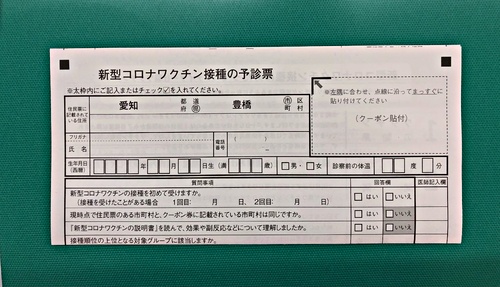 新型コロナワクチン接種の予診票
※太枠内にご記入またはチェック☑を入れてください。
住民票に
記載されて
いる住所
愛知
都 道
府 県
豊橋
市 区
町 村
フリガナ
氏 名
電話
番号
( )
－
生年月日
(西暦)
年 月 日生 (満 歳)
□男・□女
診察前の体温
度 分
※左隅に合わせ、点線に沿ってまっすぐに
貼り付けてください
(クーポン貼付)
質問事項
回答欄
医師記入欄
新型コロナワクチンの接種を初めて受けますか。
(接種を受けたことがある場合 1回目: 月 日、2回目: 月 日)
□はい □いいえ
現時点で住民票のある市町村と、クーポン券に記載されている市町村は同じですか。
□はい □いいえ
「新型コロナワクチンの説明書」を読んで、効果や副反応などについて理解しましたか。
□はい □いいえ
接種順位の上位となる対象グループに該当しますか。